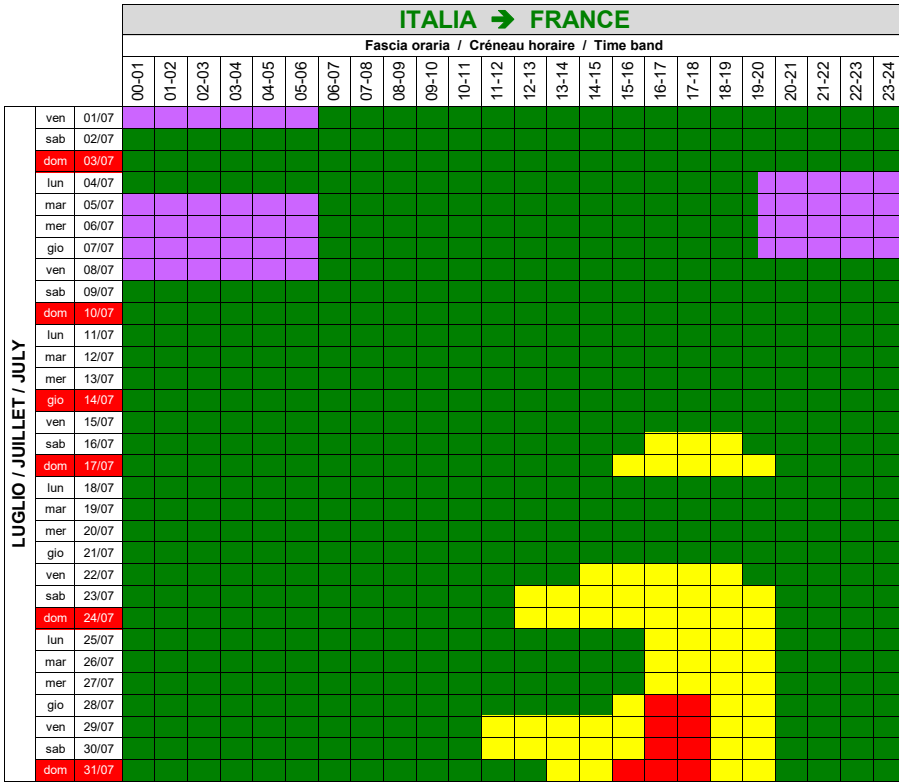 ITALIA ➔ FRANCE
Fascia oraria / Créneau horaire / Time band
00-01 01-02 02-03 03-04 04-05 05-06 06-07 07-08 08-09 09-10 10-11 11-12 12-13 13-14 14-15 15-16 16-17 17-18 18-19 19-20 20-21 21-22 22-23 23-24
LUGLIO / JUILLET / JULY
ven 01/07
sab 02/07
dom 03/07
lun 04/07
mar 05/07
mer 06/07
gio 07/07
ven 08/07
sab 09/07
dom 10/07
lun 11/07
mar 12/07
mer 13/07
gio 14/07
ven 15/07
sab 16/07
dom 17/07
lun 18/07
mar 19/07
mer 20/07
gio 21/07
ven 22/07
sab 23/07
dom 24/07
lun 25/07
mar 26/07
mer 27/07
gio 28/07
ven 29/07
sab 30/07
dom 31/07